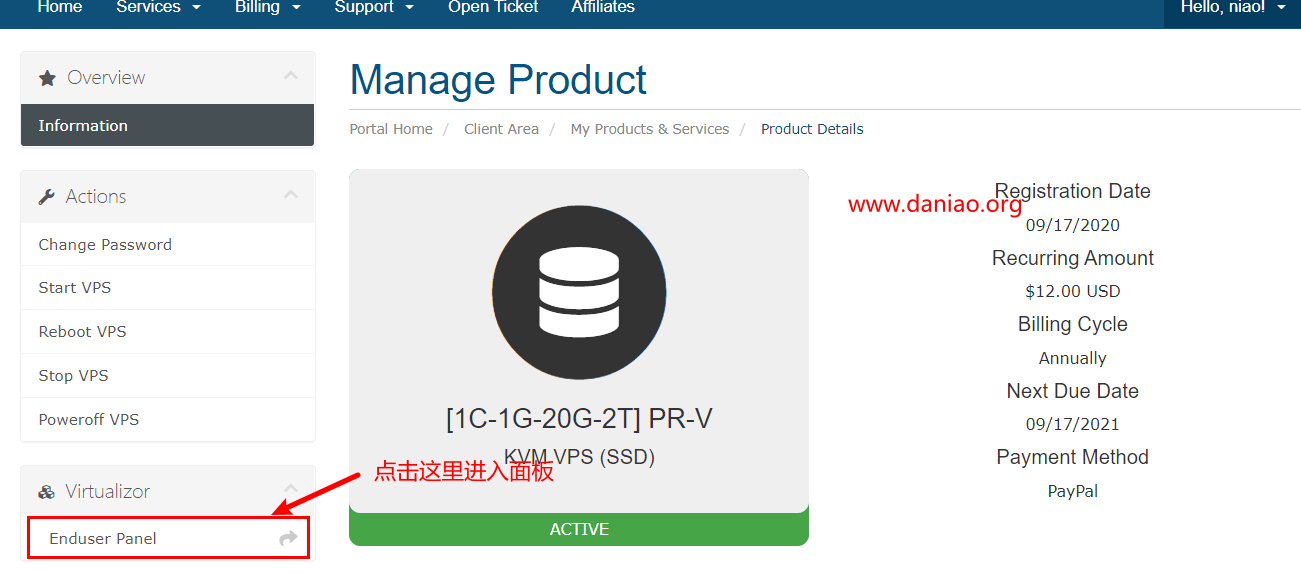 Home Services Billing Support Open Ticket Affiliates Hello, niao!
Overview
Information
Actions
Change Password
Start VPS
Reboot VPS
Stop VPS
Poweroff VPS
Virtualizor
Enduser Panel
Manage Product
Portal Home / Client Area / My Products & Services / Product Details
[1C-1G-20G-2T] PR-V
KVM VPS (SSD)
点击这里进入面板
ACTIVE
www.daniao.org
Registration Date
09/17/2020
Recurring Amount
$12.00 USD
Billing Cycle
Annually
Next Due Date
09/17/2021
Payment Method
PayPal